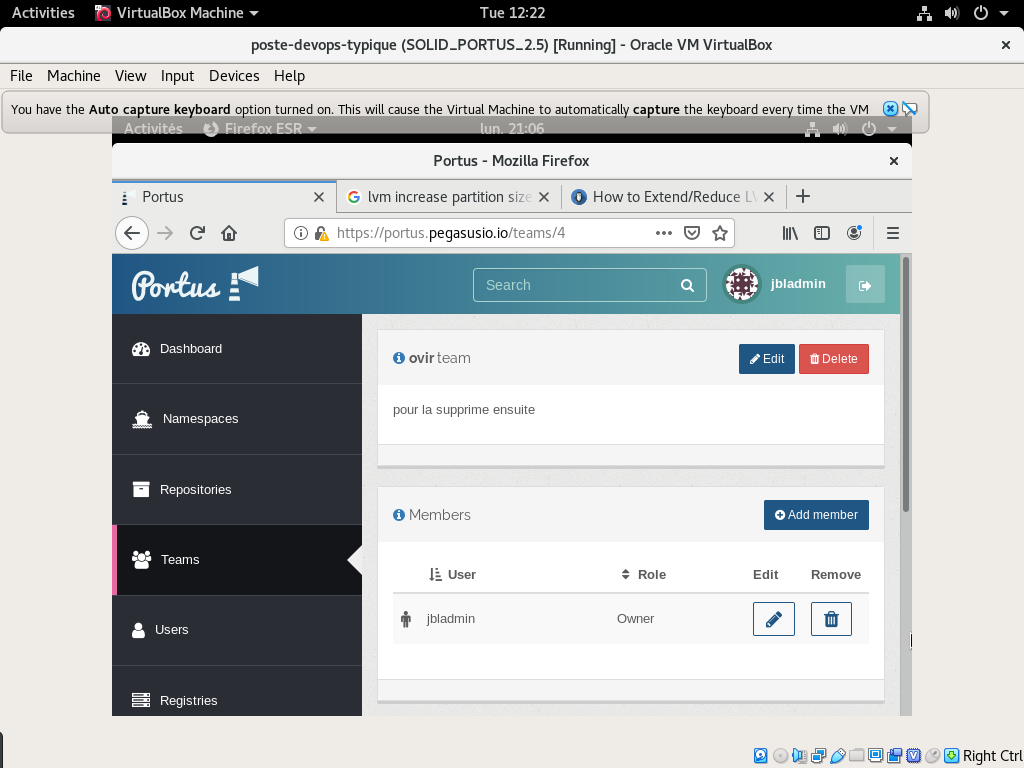 Activities VirtualBox Machine Tue 12:22
poste-devops-typique (SOLID_PORTUS_2.5) [Running] - Oracle VM VirtualBox
File Machine View Input Devices Help
You have the Auto capture keyboard option turned on. This will cause the Virtual Machine to automatically capture the keyboard every time the VM
Activités Firefox ESR lun. 21:06
Portus - Mozilla Firefox
Portus lvm increase partition size How to Extend/Reduce LV
https://portus.pegasusio.io/teams/4
Portus Search jbladmin
Dashboard
Namespaces
Repositories
Teams
Users
Registries
ovir team Edit Delete
pour la supprime ensuite
Members Add member
User Role Edit Remove
jbladmin Owner
Right Ctrl